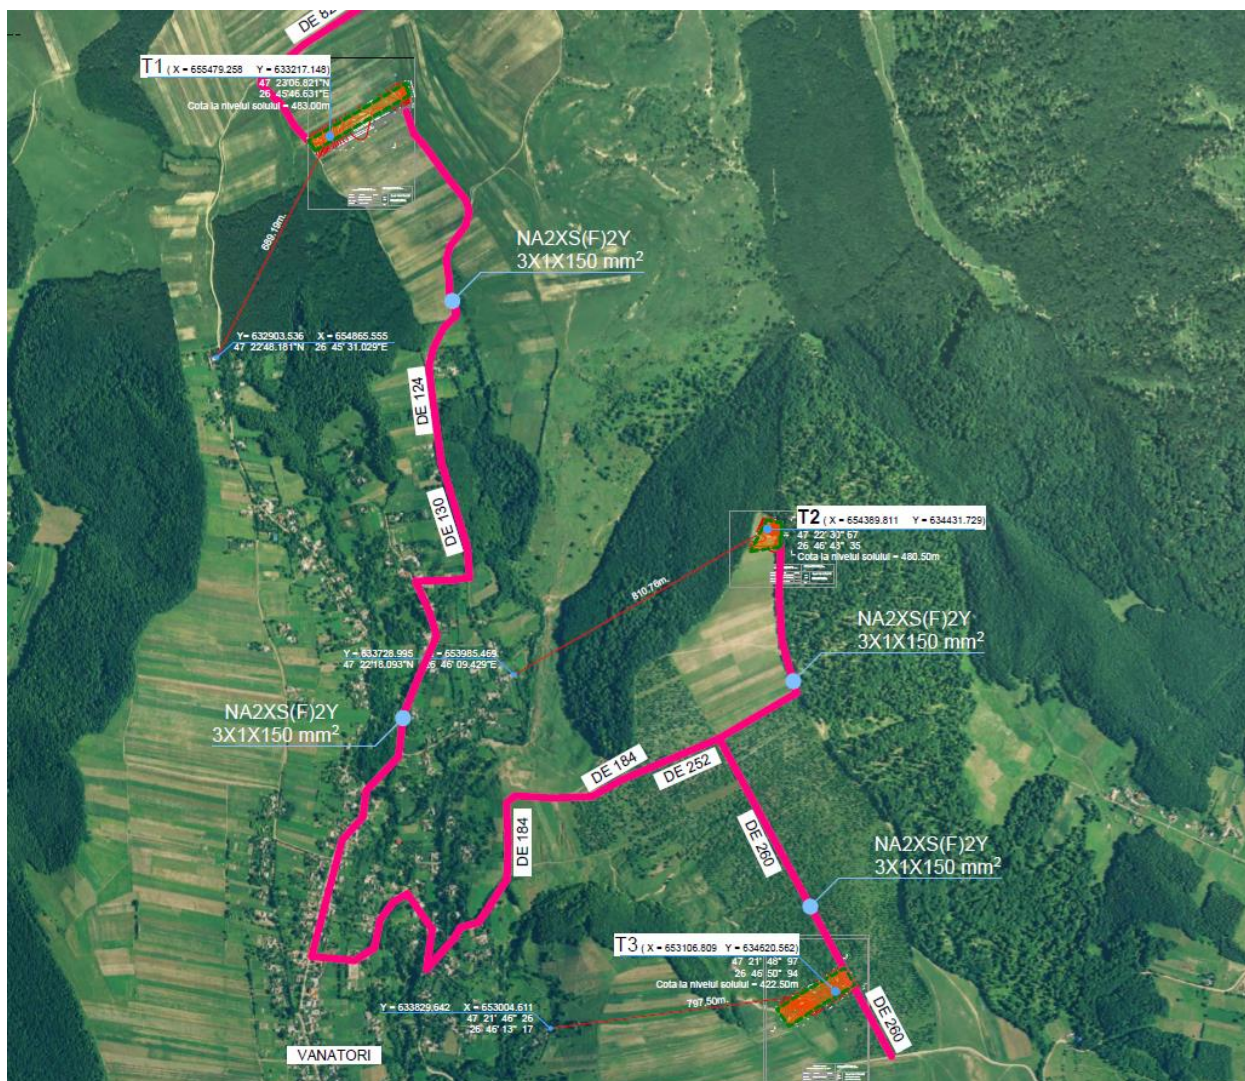 DE 82
T1 ( X = 655479.258 Y = 633217.148)
47 23'05.821"N
26 45'46.631"E
Cota la nivelul solului = 483.00m
689.19m.
NA2XS(F)2Y
3X1X150 mm²
Y= 632903.536 X = 654865.555
47 22'48.181"N 26 45' 31.029"E
DE 124
DE 130
T2 ( X = 654389.811 Y = 634431.729)
47 22' 30" 67
26 46' 43" 35
Cota la nivelul solului = 480.50m
810.76m.
NA2XS(F)2Y
3X1X150 mm²
Y = 633728.995 X = 653985.469
47 22'18.093"N 26 46' 09.429"E
NA2XS(F)2Y
3X1X150 mm²
DE 184
DE 252
DE 184
DE 260
NA2XS(F)2Y
3X1X150 mm²
T3 ( X = 653106.809 Y = 634620.562)
47 21' 48" 97
26 46' 50" 94
Cota la nivelul solului = 422.50m
797.50m.
Y = 633829.642 X = 653004.611
47 21' 46" 26
26 46' 13" 17
DE 260
VANATORI